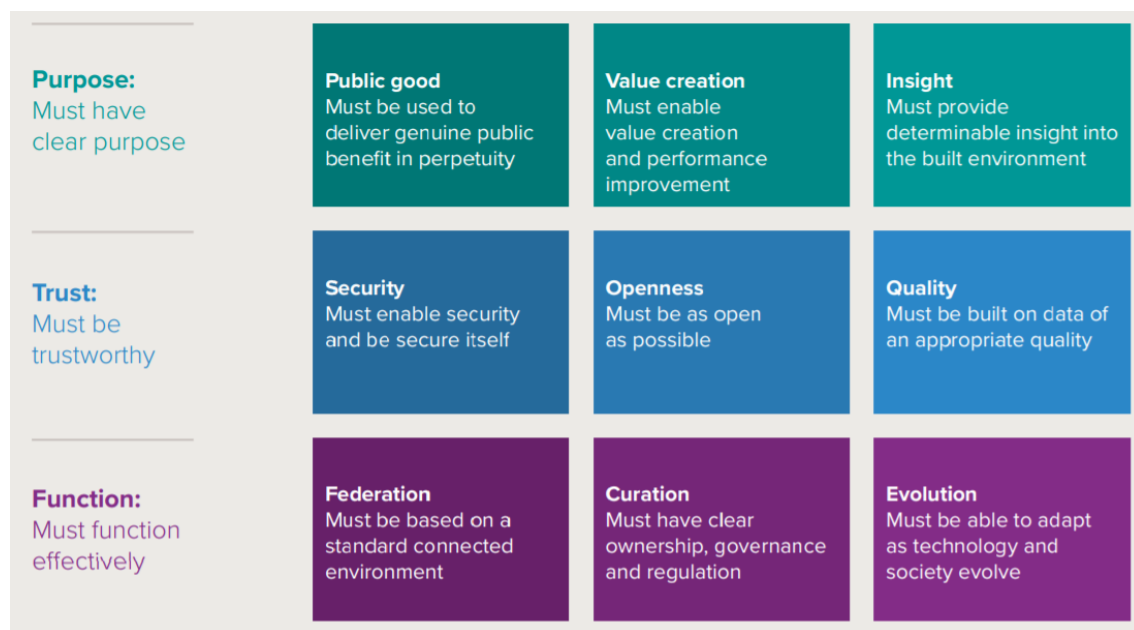 Purpose:
Must have
clear purpose
Public good
Must be used to
deliver genuine public
benefit in perpetuity
Value creation
Must enable
value creation
and performance
improvement
Insight
Must provide
determinable insight into
the built environment
Trust:
Must be
trustworthy
Security
Must enable security
and be secure itself
Openness
Must be as open
as possible
Quality
Must be built on data of
an appropriate quality
Function:
Must function
effectively
Federation
Must be based on a
standard connected
environment
Curation
Must have clear
ownership, governance
and regulation
Evolution
Must be able to adapt
as technology and
society evolve